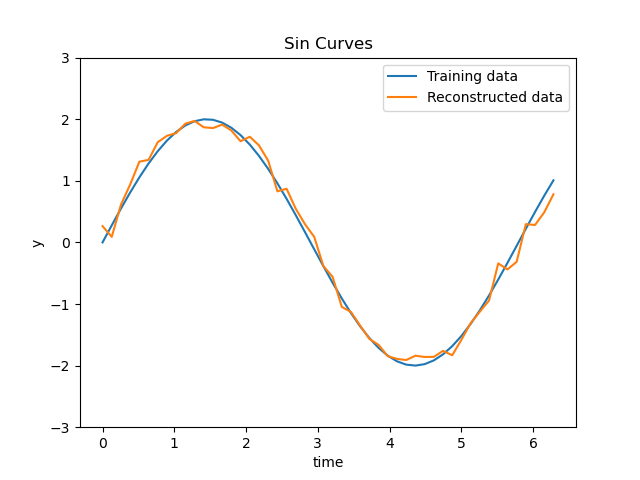 Sin Curves
Training data
Reconstructed data
3
2
1
0
−1
−2
−3
y
0 1 2 3 4 5 6
time